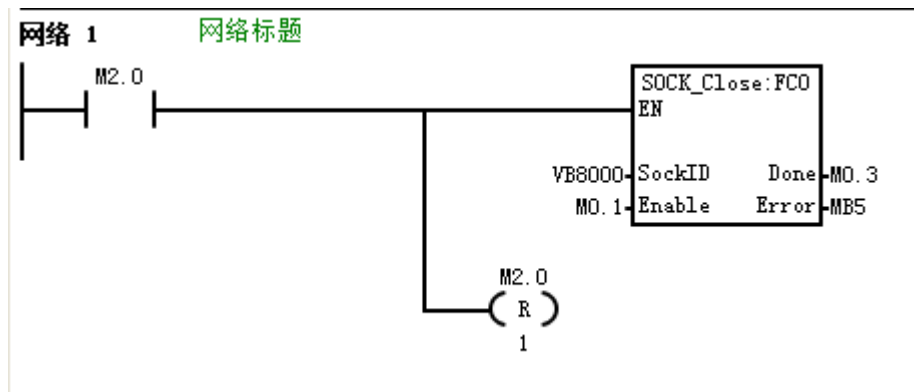 网络 1 网络标题
M2.0
SOCK_Close:FC0
EN
VB8000 SockID Done M0.3
M0.1 Enable Error MB5
M2.0
R
1